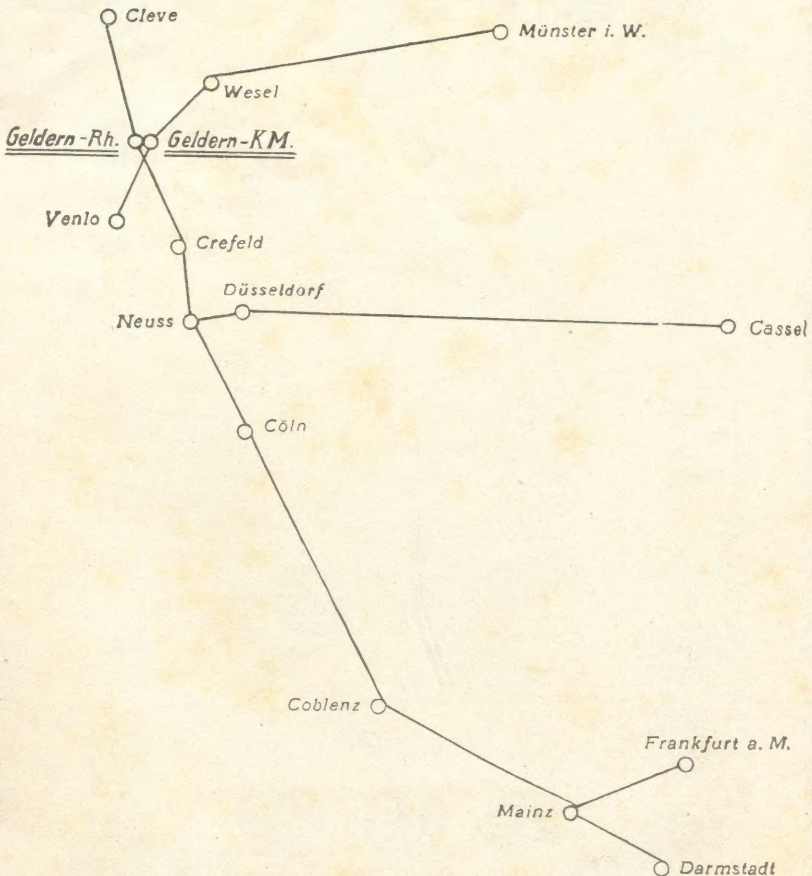 Cleve
Münster i. W.
Wesel
Geldern-Rh. Geldern-KM.
Venlo
Crefeld
Düsseldorf
Neuss
Cassel
Cöln
Coblenz
Frankfurt a. M.
Mainz
Darmstadt